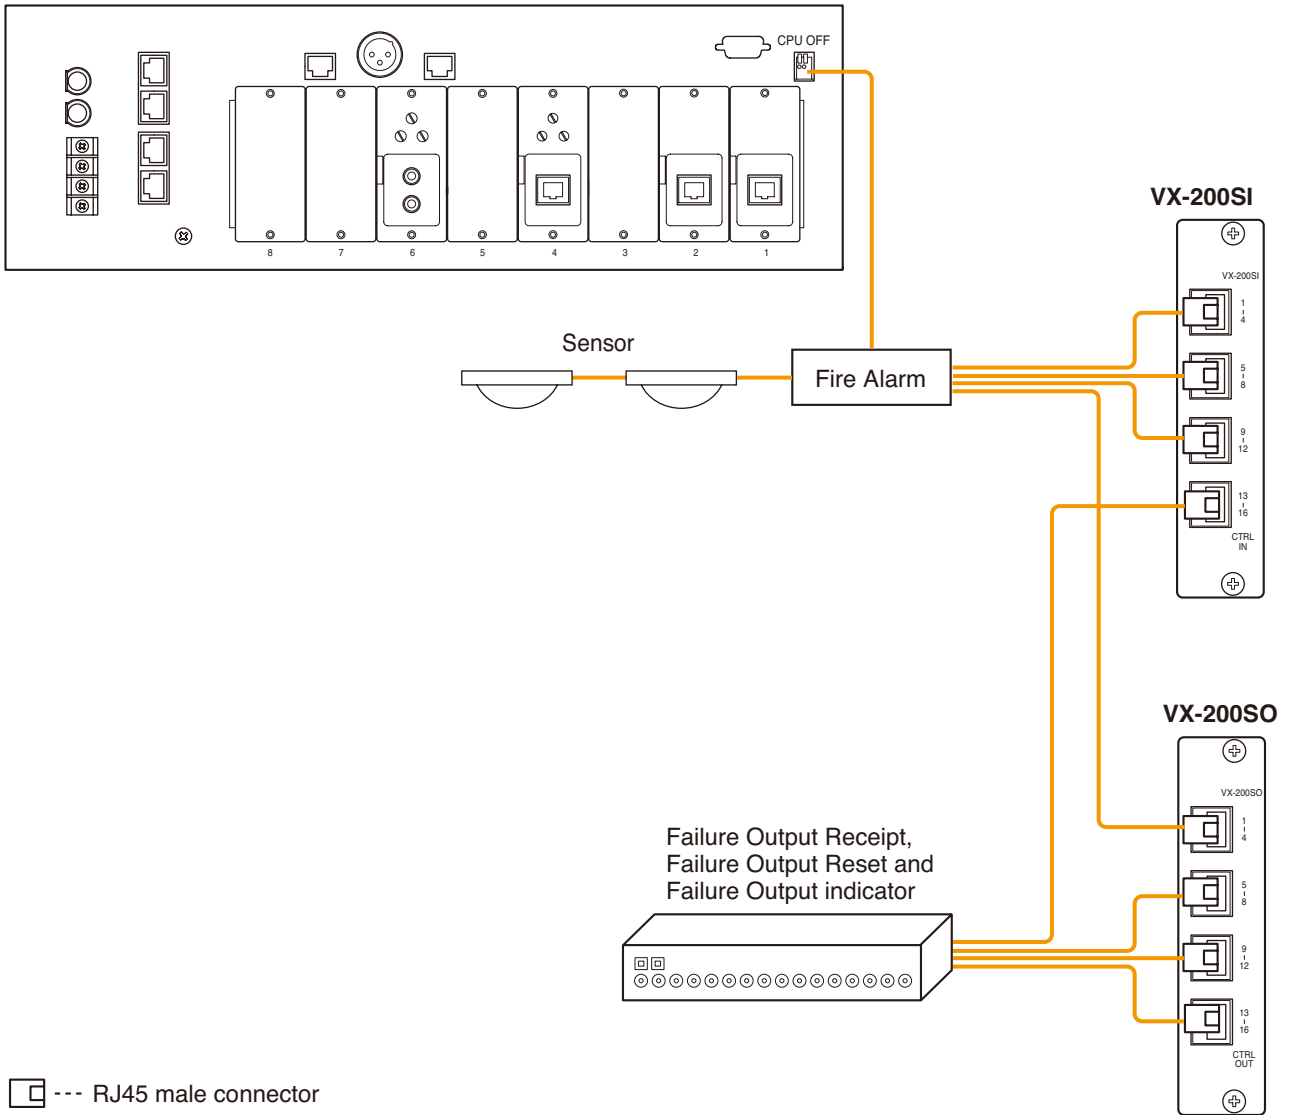 CPU OFF
8 7 6 5 4 3 2 1
VX-200SI
VX-200SI
1
4
5
8
9
12
13
16
CTRL
IN
Sensor
Fire Alarm
VX-200SO
VX-200SO
1
4
5
8
9
12
13
16
CTRL
OUT
Failure Output Receipt,
Failure Output Reset and
Failure Output indicator
--- RJ45 male connector